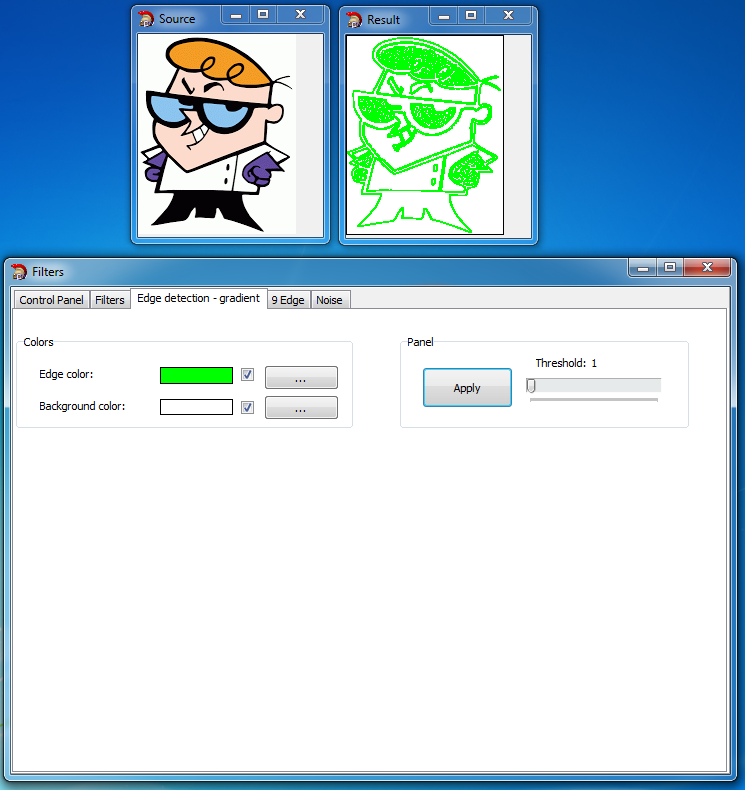 Source
Result
Filters
Control Panel Filters Edge detection - gradient 9 Edge Noise
Colors
Edge color:
...
Background color:
...
Panel
Apply
Threshold: 1